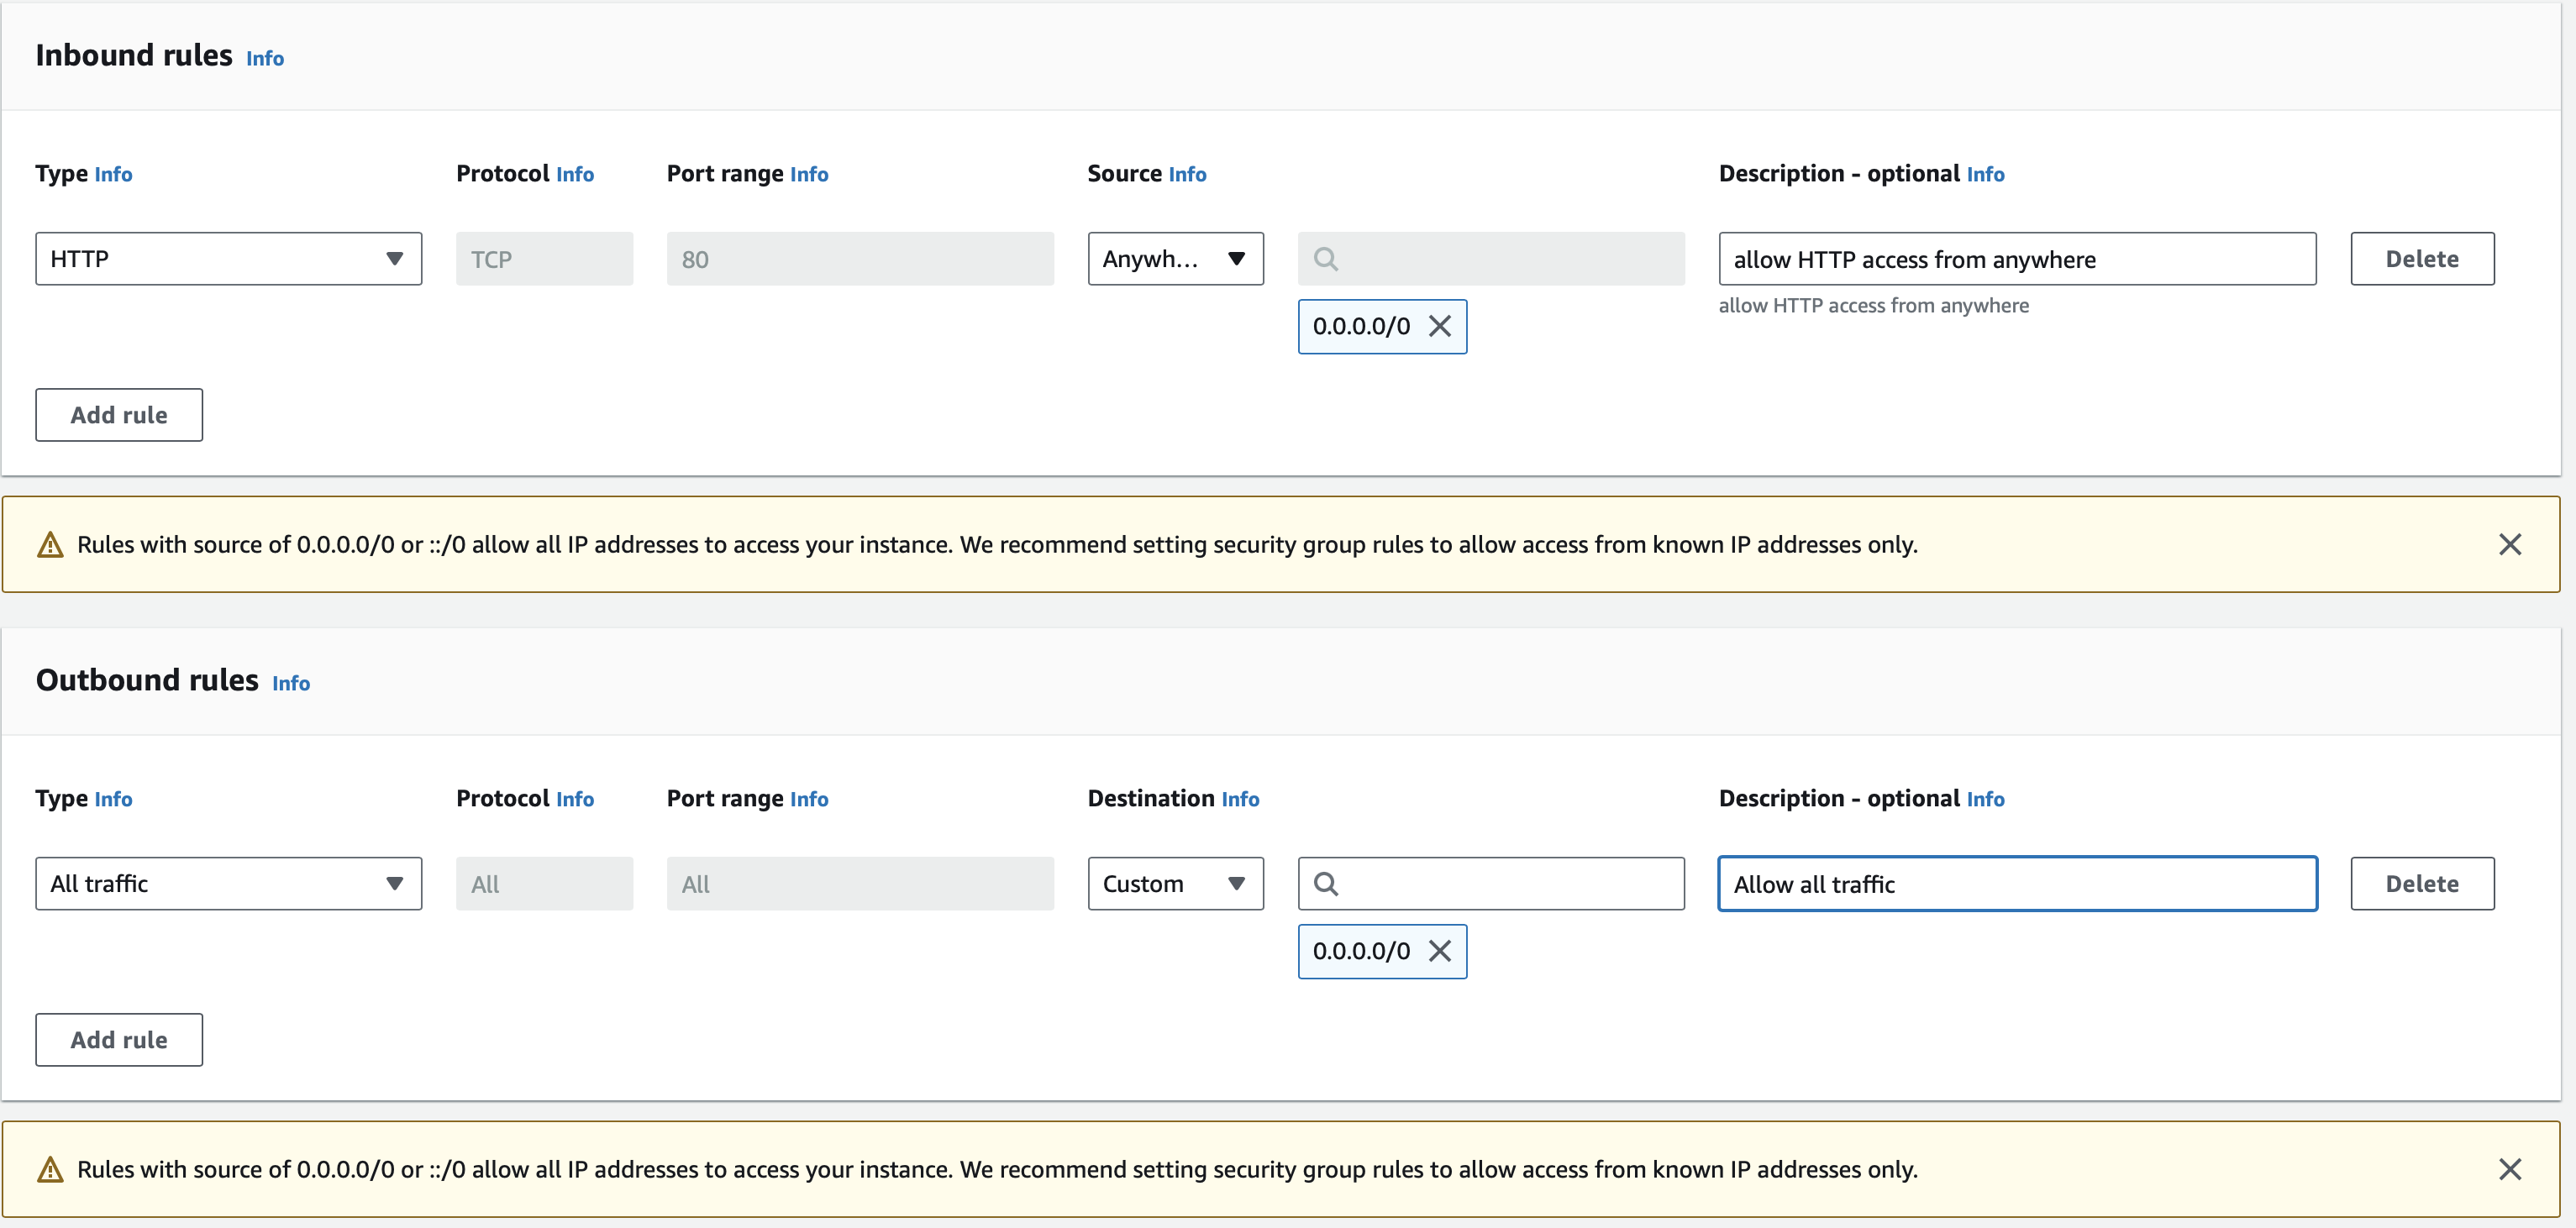 Inbound rules Info
Type Info Protocol Info Port range Info Source Info Description - optional Info
HTTP TCP 80 Anywh... allow HTTP access from anywhere Delete
allow HTTP access from anywhere
0.0.0.0/0
Add rule
Rules with source of 0.0.0.0/0 or ::/0 allow all IP addresses to access your instance. We recommend setting security group rules to allow access from known IP addresses only.
Outbound rules Info
Type Info Protocol Info Port range Info Destination Info Description - optional Info
All traffic All All Custom Allow all traffic Delete
0.0.0.0/0
Add rule
Rules with source of 0.0.0.0/0 or ::/0 allow all IP addresses to access your instance. We recommend setting security group rules to allow access from known IP addresses only.